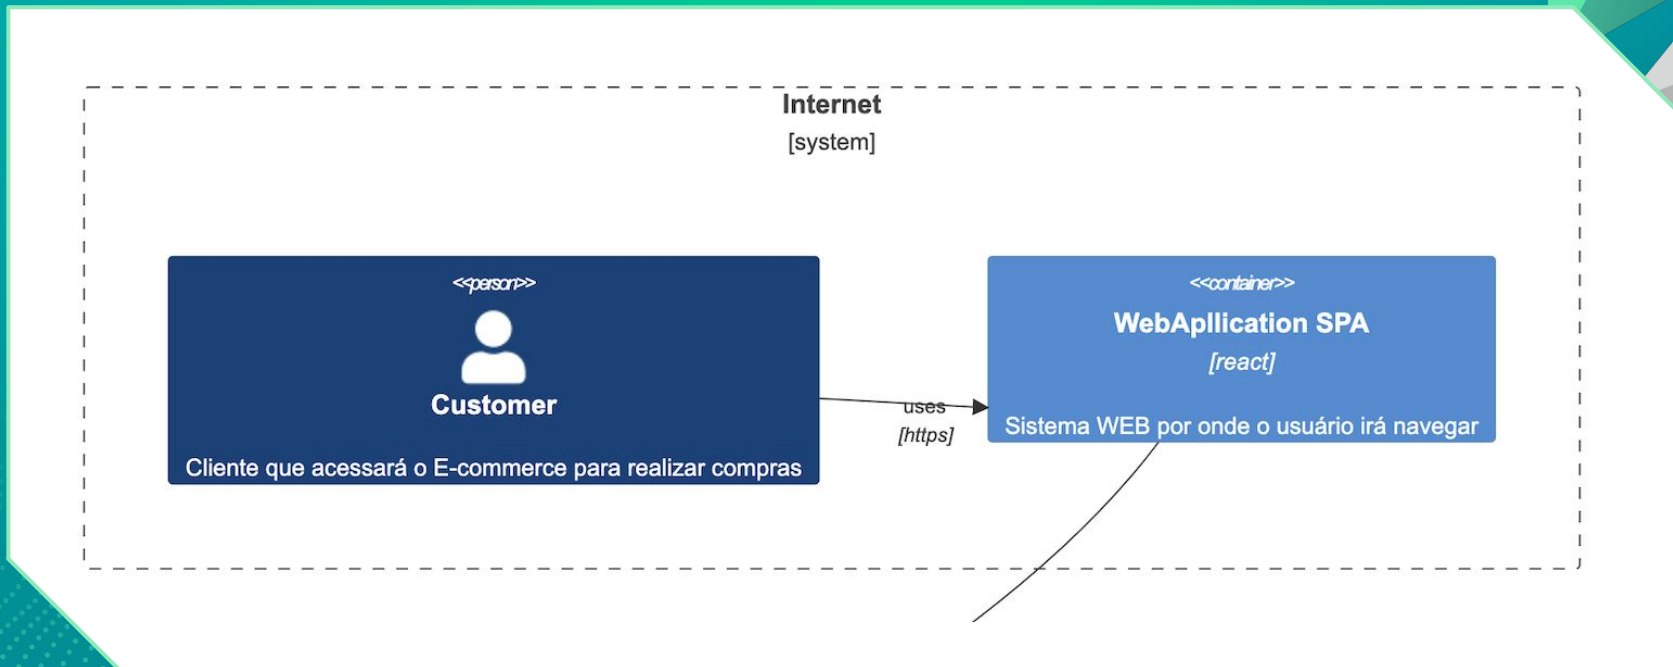 Internet
[system]
<<person>>
Customer
Cliente que acessará o E-commerce para realizar compras
uses
[https]
<<container>>
WebApllication SPA
[react]
Sistema WEB por onde o usuário irá navegar